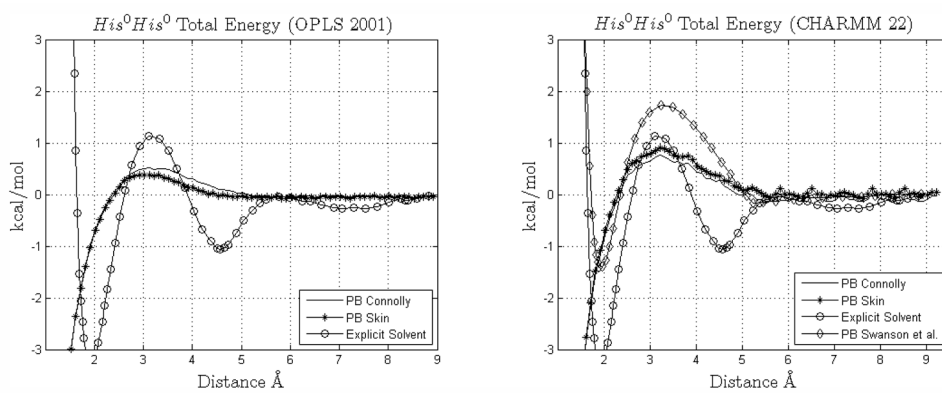 His⁰His⁰ Total Energy (OPLS 2001)
3
2
1
0
-1
-2
-3
kcal/mol
2 3 4 5 6 7 8 9
Distance Å
PB Connolly
PB Skin
Explicit Solvent
His⁰His⁰ Total Energy (CHARMM 22)
3
2
1
0
-1
-2
-3
kcal/mol
2 3 4 5 6 7 8 9
Distance Å
PB Connolly
PB Skin
Explicit Solvent
PB Swanson et al.